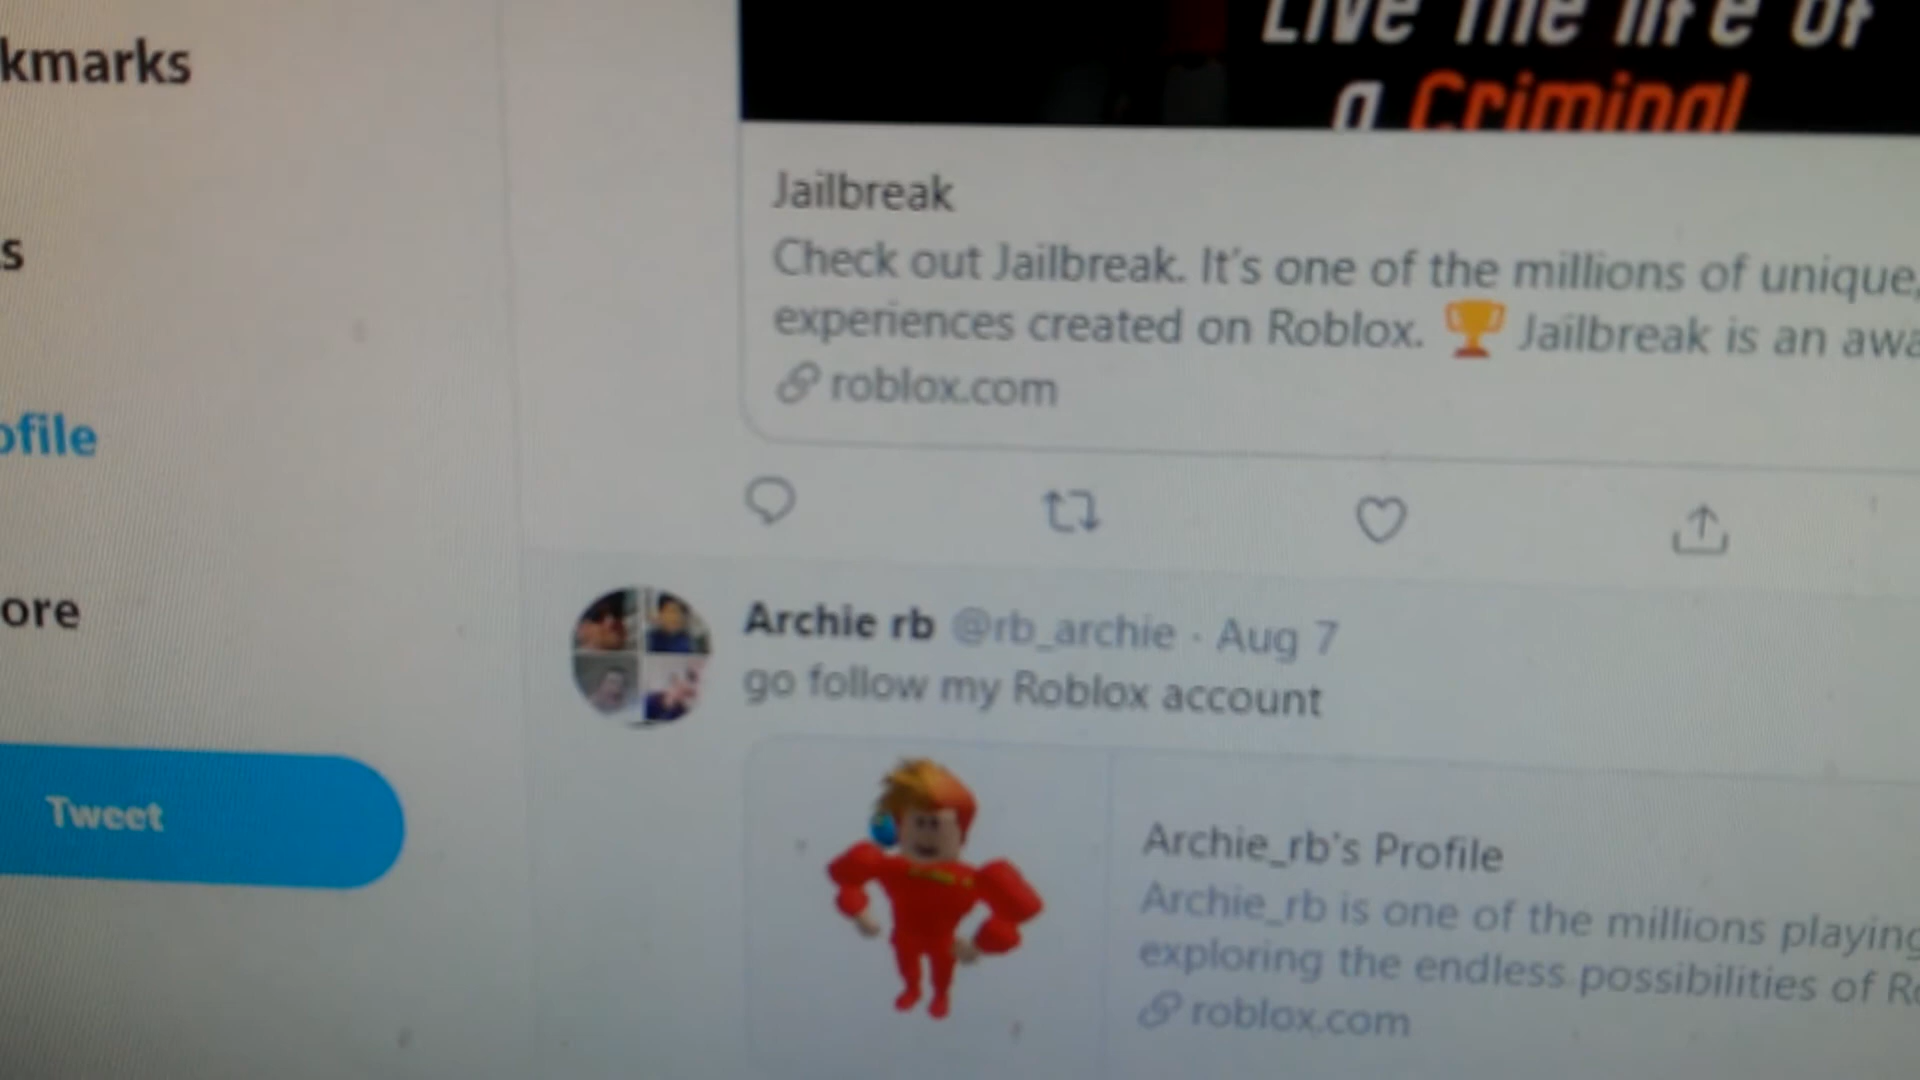 kmarks
s
ofile
ore
Tweet
Live the life of
a Criminal
Jailbreak
Check out Jailbreak. It's one of the millions of unique,
experiences created on Roblox. 🏆 Jailbreak is an awa
roblox.com
Archie rb @rb_archie · Aug 7
go follow my Roblox account
Archie_rb's Profile
Archie_rb is one of the millions playing
exploring the endless possibilities of Ro
roblox.com